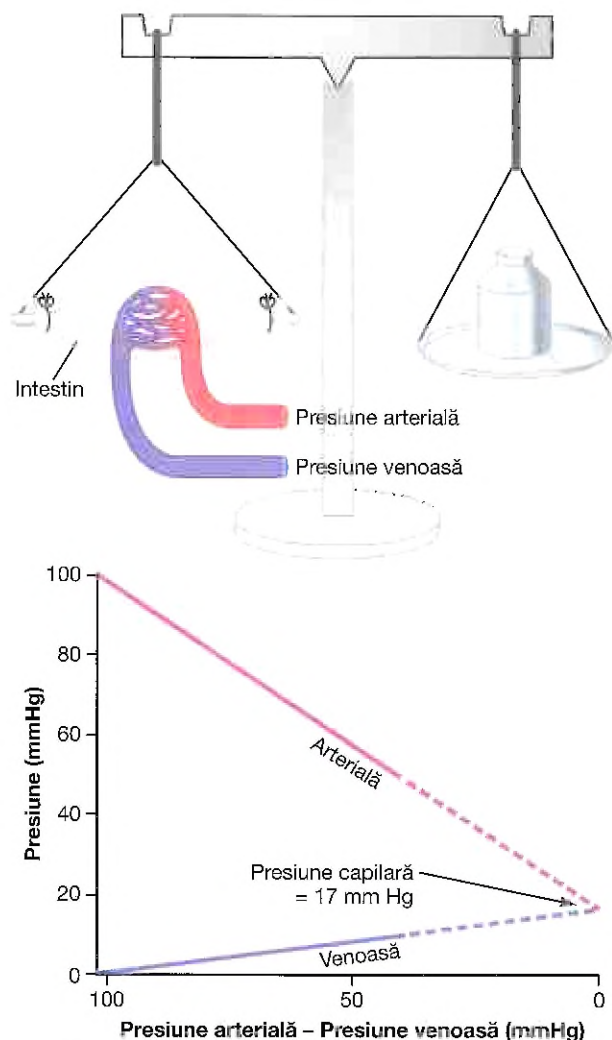 Intestin
Presiune arterială
Presiune venoasă
100
80
60
40
20
0
Presiune (mmHg)
Arterială
Presiune capilară
= 17 mm Hg
Venoasă
100
50
0
Presiune arterială – Presiune venoasă (mmHg)